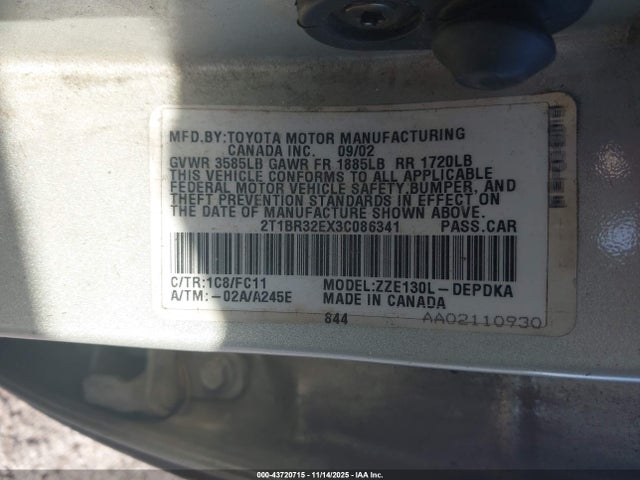 MFD.BY:TOYOTA MOTOR MANUFACTURING
CANADA INC. 09/02
GVWR 3585LB GAWR FR 1885LB RR 1720LB
THIS VEHICLE CONFORMS TO ALL APPLICABLE
FEDERAL MOTOR VEHICLE SAFETY,BUMPER, AND
THEFT PREVENTION STANDARDS IN EFFECT ON
THE DATE OF MANUFACTURE SHOWN ABOVE.
2T1BR32EX3C086341 PASS.CAR
C/TR:1C8/FC11 MODEL:ZZE130L-DEPDKA
A/TM:-02A/A245E MADE IN CANADA
844 AA02110930
000-43720715 - 11/14/2025 - IAA Inc.